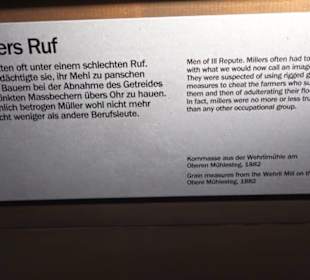 ers Ruf
ten oft unter einem schlechten Ruf.
dächtigte sie, ihr Mehl zu panschen
Bauern bei der Abnahme des Getreides
inkten Massbechern übers Ohr zu hauen.
nlich betrogen Müller wohl nicht mehr
cht weniger als andere Berufsleute.
Men of Ill Repute. Millers often had to
with what we would now call an image
They were suspected of using rigged g
measures to cheat the farmers who su
them and then of adulterating their flo
In fact, millers were no more or less tru
than any other occupational group.
Kornmasse aus der Wehrlimühle am
Oberen Mühlesteg, 1882
Grain measures from the Wehrli Mill on th
Obere Mühlesteg, 1882